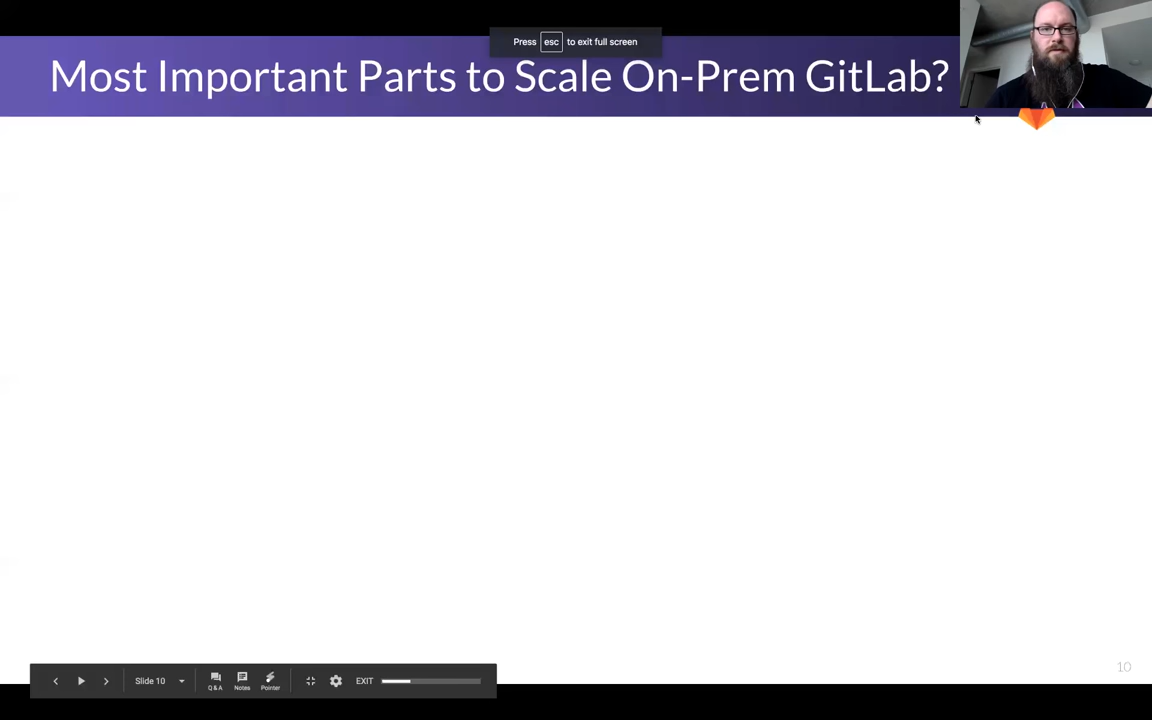 Press esc to exit full screen
Most Important Parts to Scale On-Prem GitLab?
10
Slide 10
Q & A
Notes
Pointer
EXIT